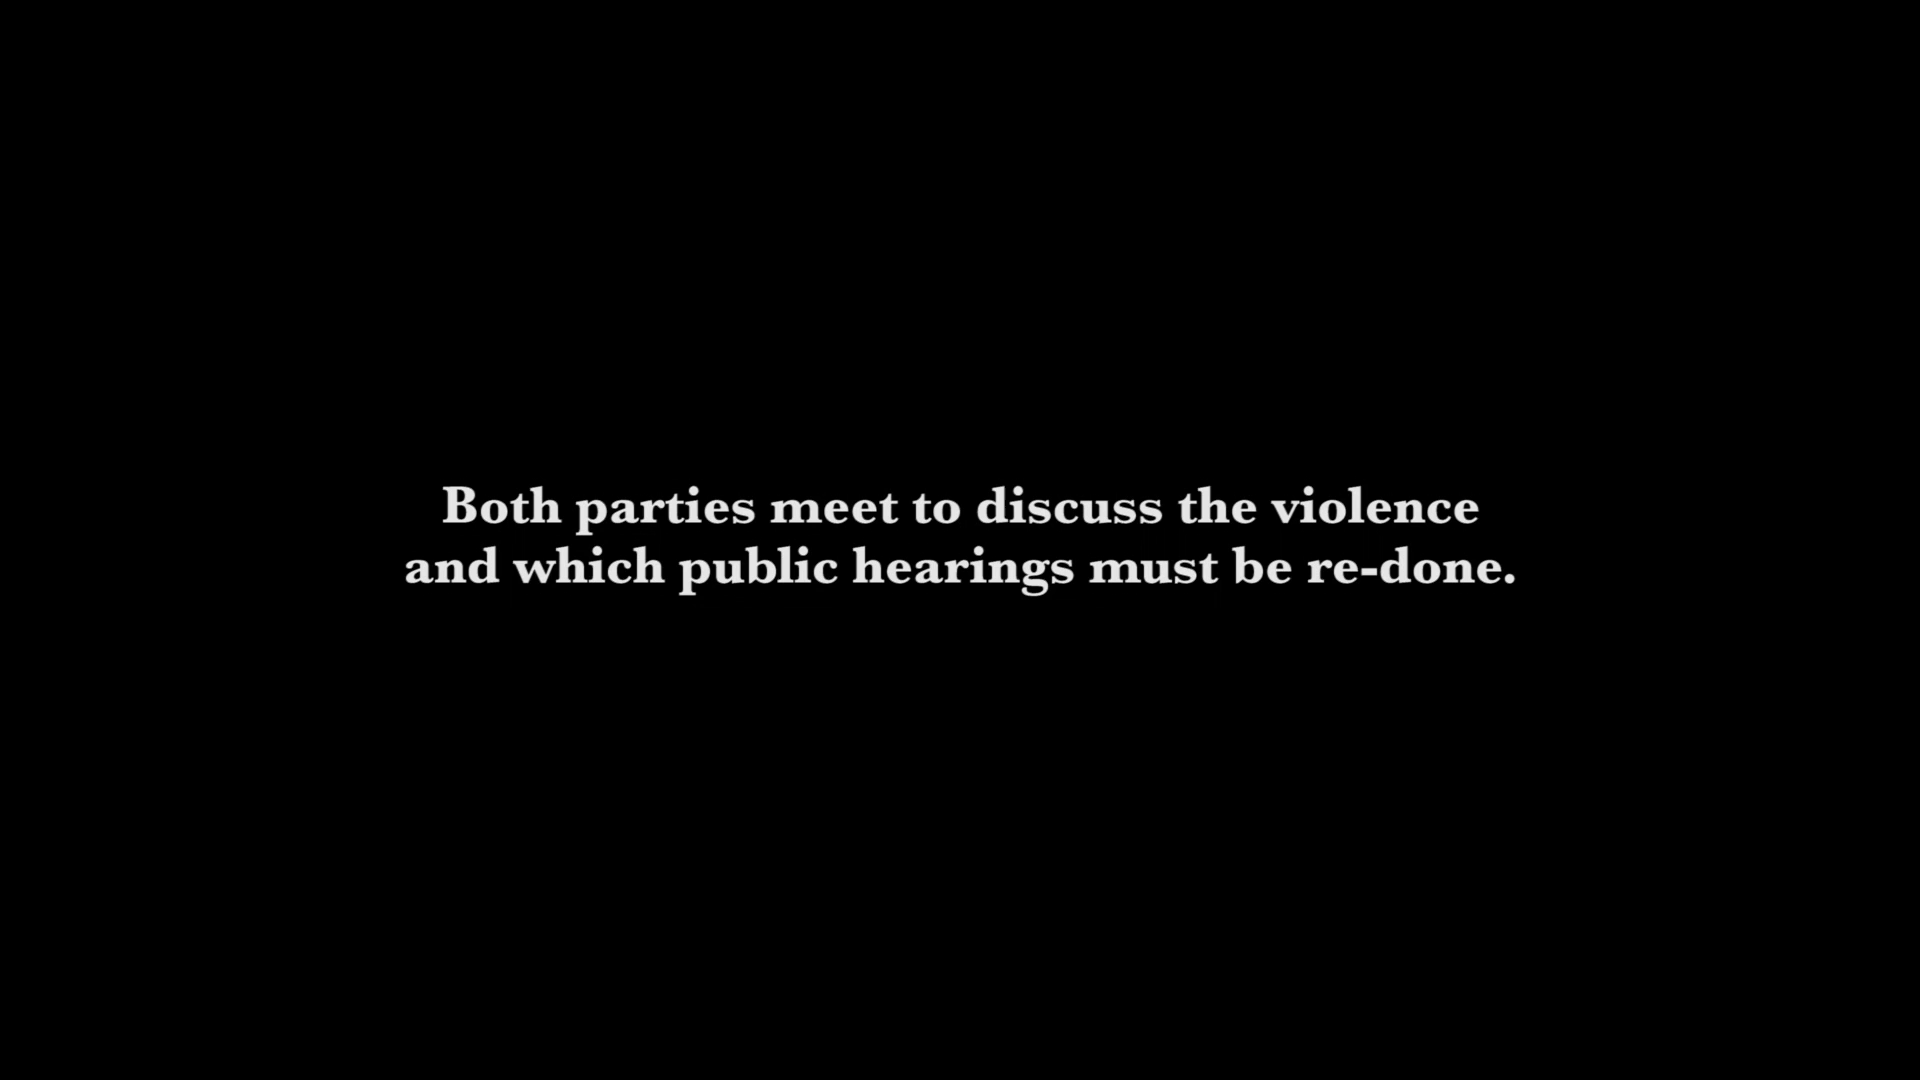 Both parties meet to discuss the violence
and which public hearings must be re-done.